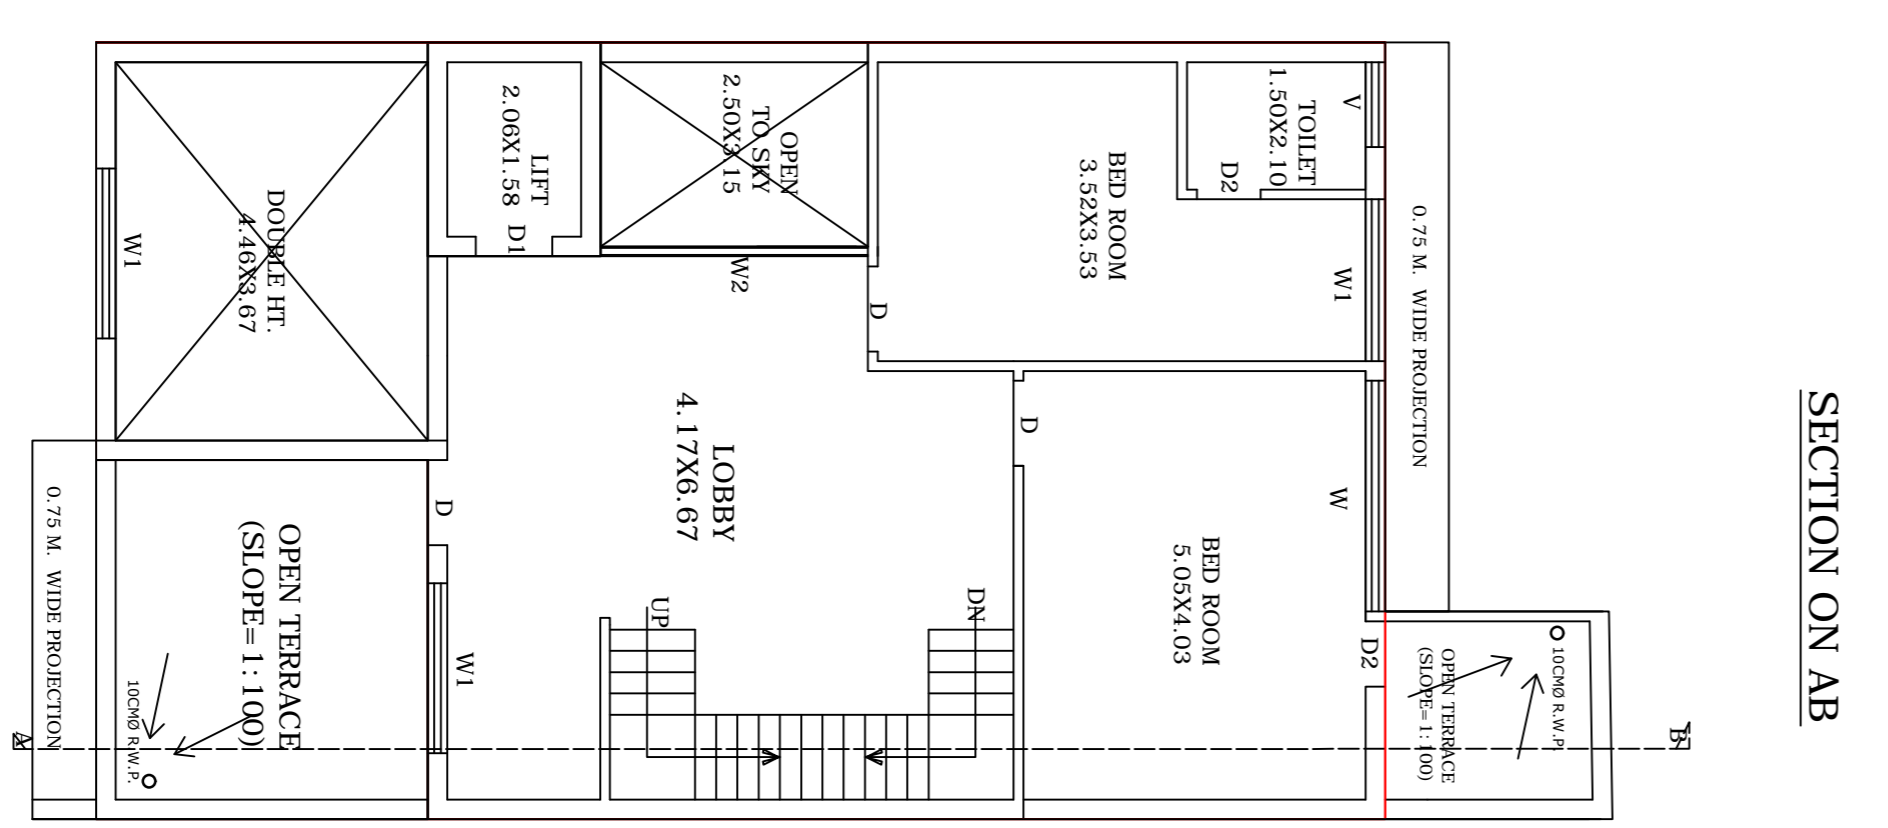 SECTION ON AB
0.75 M. WIDE PROJECTION
V
TOILET
1.50X2.10
D2
W1
BED ROOM
3.52X3.53
D
OPEN
TO SKY
2.50X3.15
W2
LIFT
2.06X1.58
D1
DOUBLE HT.
4.46X3.67
W1
W
BED ROOM
5.05X4.03
D
D2
LOBBY
4.17X6.67
DN
UP
D
W1
OPEN TERRACE
(SLOPE=1:100)
10CMØ R.W.P.
0.75 M. WIDE PROJECTION
10CMØ R.W.P.
OPEN TERRACE
(SLOPE=1:100)
A
B